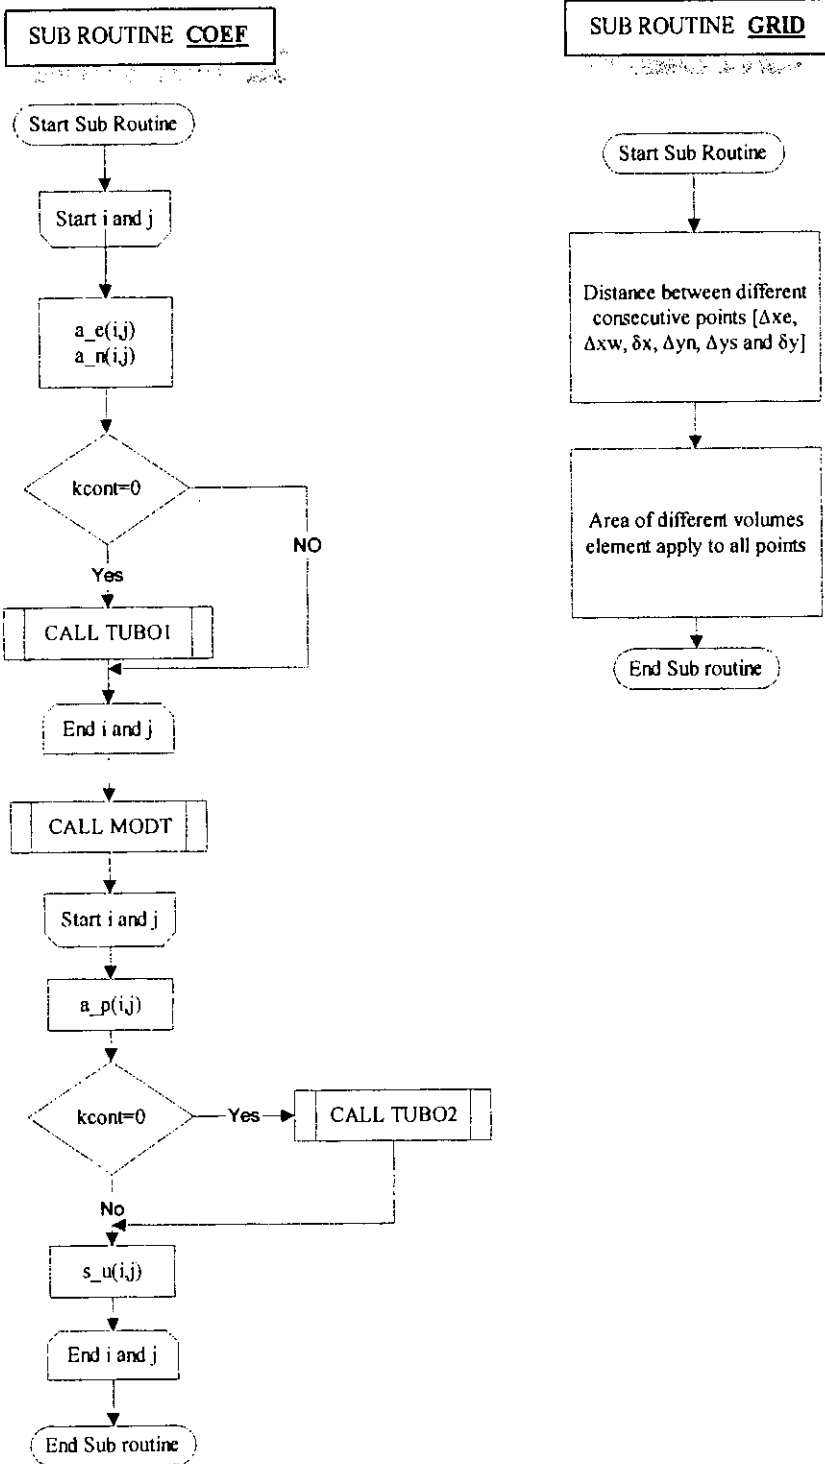 SUB ROUTINE COEF
Start Sub Routine
Start i and j
a_e(i,j)
a_n(i,j)
kcont=0
NO
Yes
CALL TUBO1
End i and j
CALL MODT
Start i and j
a_p(i,j)
kcont=0
Yes
CALL TUBO2
No
s_u(i,j)
End i and j
End Sub routine
SUB ROUTINE GRID
Start Sub Routine
Distance between different
consecutive points [Δxe,
Δxw, δx, Δyn, Δys and δy]
Area of different volumes
element apply to all points
End Sub routine